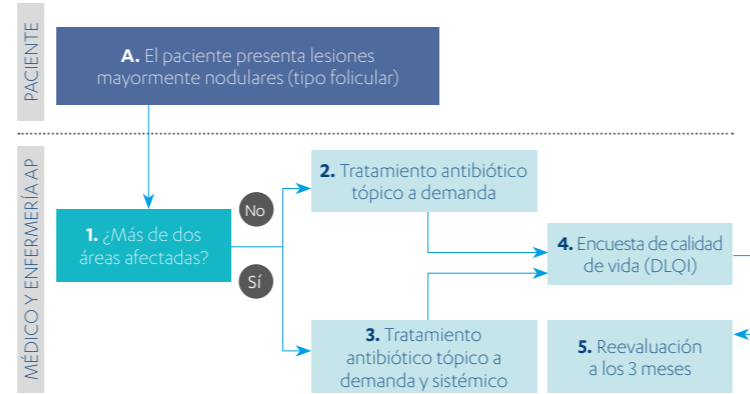 PACIENTE
A. El paciente presenta lesiones
mayormente nodulares (tipo folicular)
MÉDICO Y ENFERMERÍA AP
1. ¿Más de dos
áreas afectadas?
No
Sí
2. Tratamiento antibiótico
tópico a demanda
3. Tratamiento
antibiótico tópico a
demanda y sistémico
4. Encuesta de calidad
de vida (DLQI)
5. Reevaluación
a los 3 meses